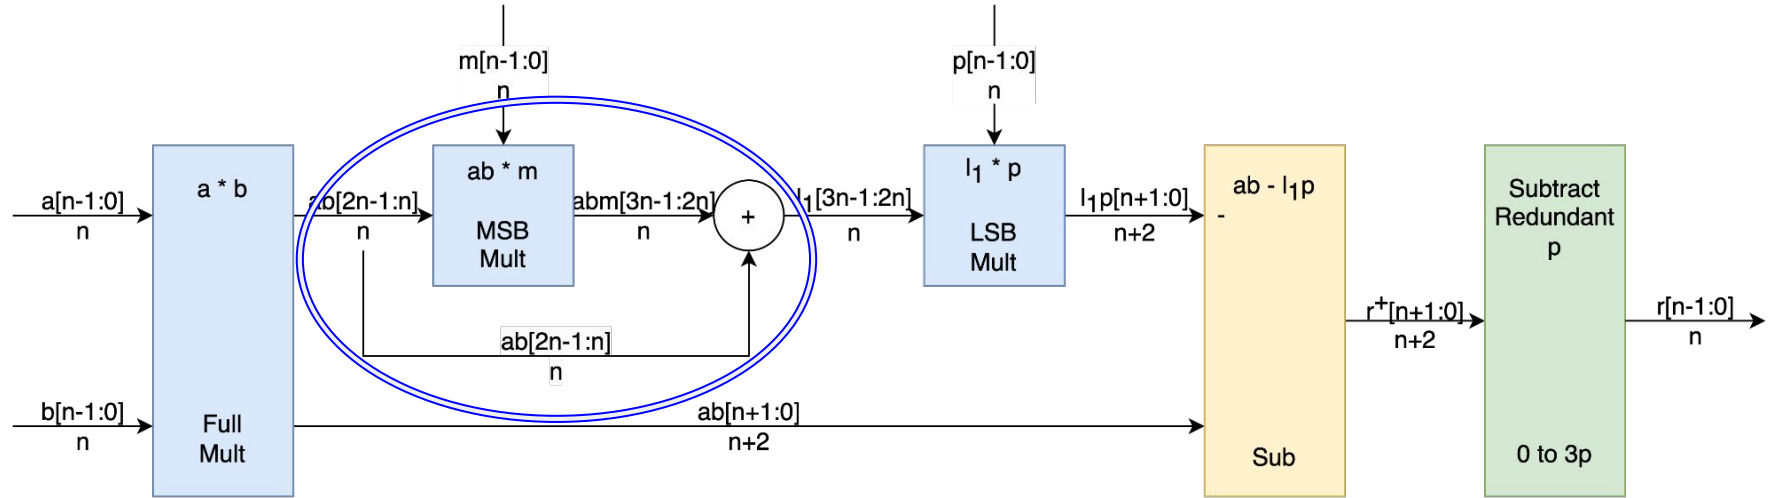 m[n-1:0]
n
p[n-1:0]
n
a[n-1:0]
n
b[n-1:0]
n
a * b
Full
Mult
ab[2n-1:n]
n
ab * m
MSB
Mult
abm[3n-1:2n]
n
+
ab[2n-1:n]
n
l₁[3n-1:2n]
n
l₁ * p
LSB
Mult
l₁p[n+1:0]
n+2
ab[n+1:0]
n+2
ab - l₁p
-
Sub
r⁺[n+1:0]
n+2
Subtract
Redundant
p
0 to 3p
r[n-1:0]
n